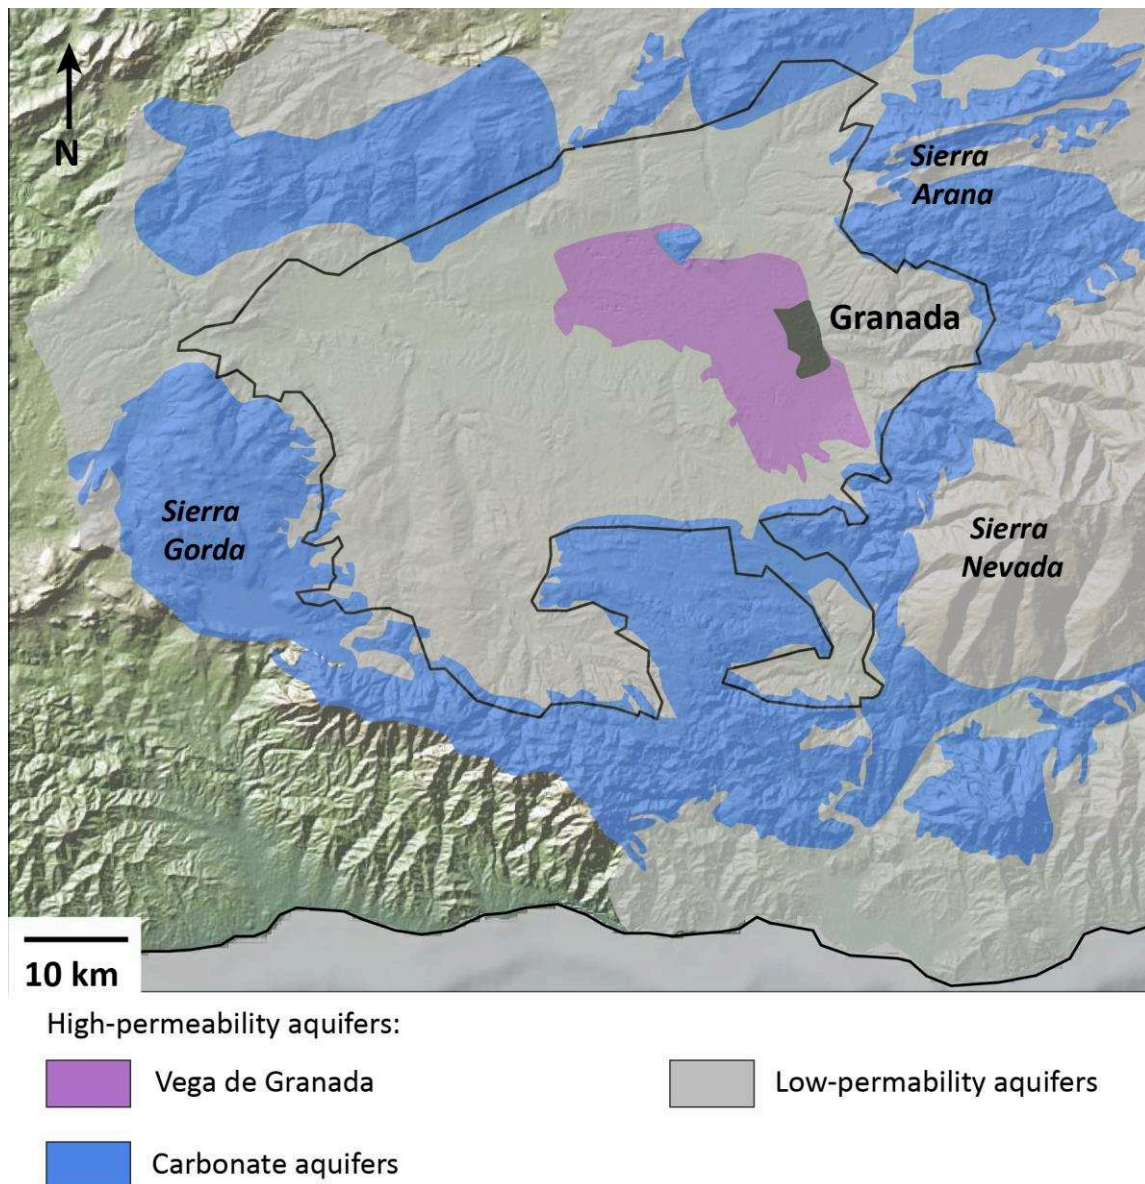 N
Sierra
Arana
Granada
Sierra
Gorda
Sierra
Nevada
10 km
High-permeability aquifers:
Vega de Granada
Low-permability aquifers
Carbonate aquifers